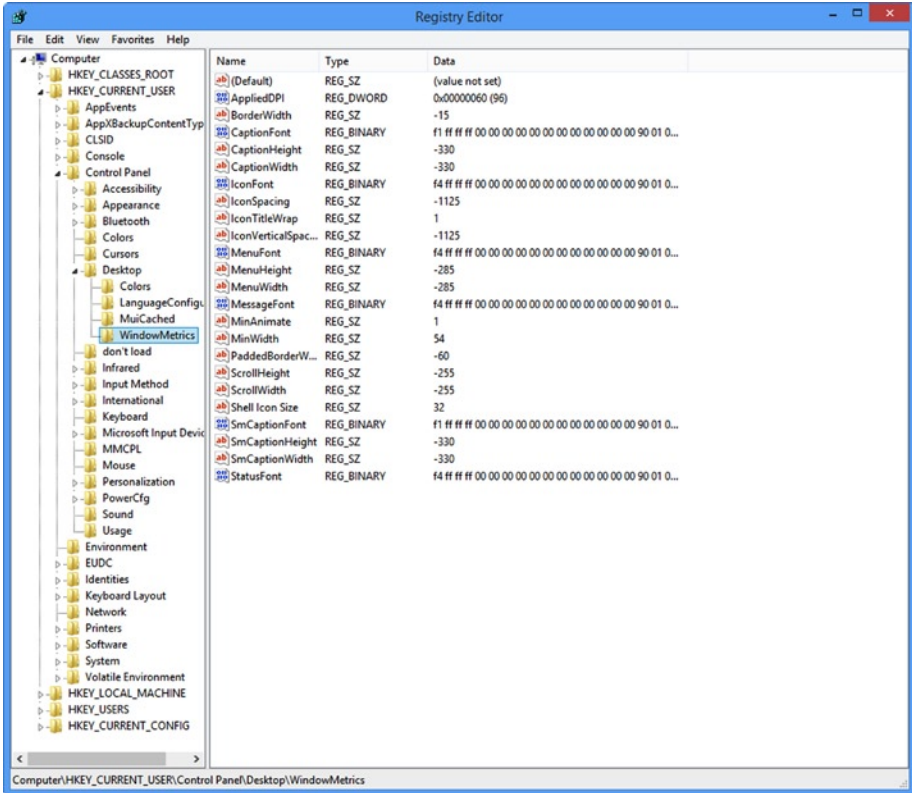 Registry Editor
File Edit View Favorites Help
Computer
HKEY_CLASSES_ROOT
HKEY_CURRENT_USER
AppEvents
AppXBackupContentTyp
CLSID
Console
Control Panel
Accessibility
Appearance
Bluetooth
Colors
Cursors
Desktop
Colors
LanguageConfigu
MuiCached
WindowMetrics
don't load
Infrared
Input Method
International
Keyboard
Microsoft Input Devic
MMCPL
Mouse
Personalization
PowerCfg
Sound
Usage
Environment
EUDC
Identities
Keyboard Layout
Network
Printers
Software
System
Volatile Environment
HKEY_LOCAL_MACHINE
HKEY_USERS
HKEY_CURRENT_CONFIG
Name Type Data
(Default) REG_SZ (value not set)
AppliedDPI REG_DWORD 0x00000060 (96)
BorderWidth REG_SZ -15
CaptionFont REG_BINARY f1 ff ff ff 00 00 00 00 00 00 00 00 00 00 00 00 90 01 0...
CaptionHeight REG_SZ -330
CaptionWidth REG_SZ -330
IconFont REG_BINARY f4 ff ff ff 00 00 00 00 00 00 00 00 00 00 00 00 90 01 0...
IconSpacing REG_SZ -1125
IconTitleWrap REG_SZ 1
IconVerticalSpac... REG_SZ -1125
MenuFont REG_BINARY f4 ff ff ff 00 00 00 00 00 00 00 00 00 00 00 00 90 01 0...
MenuHeight REG_SZ -285
MenuWidth REG_SZ -285
MessageFont REG_BINARY f4 ff ff ff 00 00 00 00 00 00 00 00 00 00 00 00 90 01 0...
MinAnimate REG_SZ 1
MinWidth REG_SZ 54
PaddedBorderW... REG_SZ -60
ScrollHeight REG_SZ -255
ScrollWidth REG_SZ -255
Shell Icon Size REG_SZ 32
SmCaptionFont REG_BINARY f1 ff ff ff 00 00 00 00 00 00 00 00 00 00 00 00 90 01 0...
SmCaptionHeight REG_SZ -330
SmCaptionWidth REG_SZ -330
StatusFont REG_BINARY f4 ff ff ff 00 00 00 00 00 00 00 00 00 00 00 00 90 01 0...
Computer\HKEY_CURRENT_USER\Control Panel\Desktop\WindowMetrics